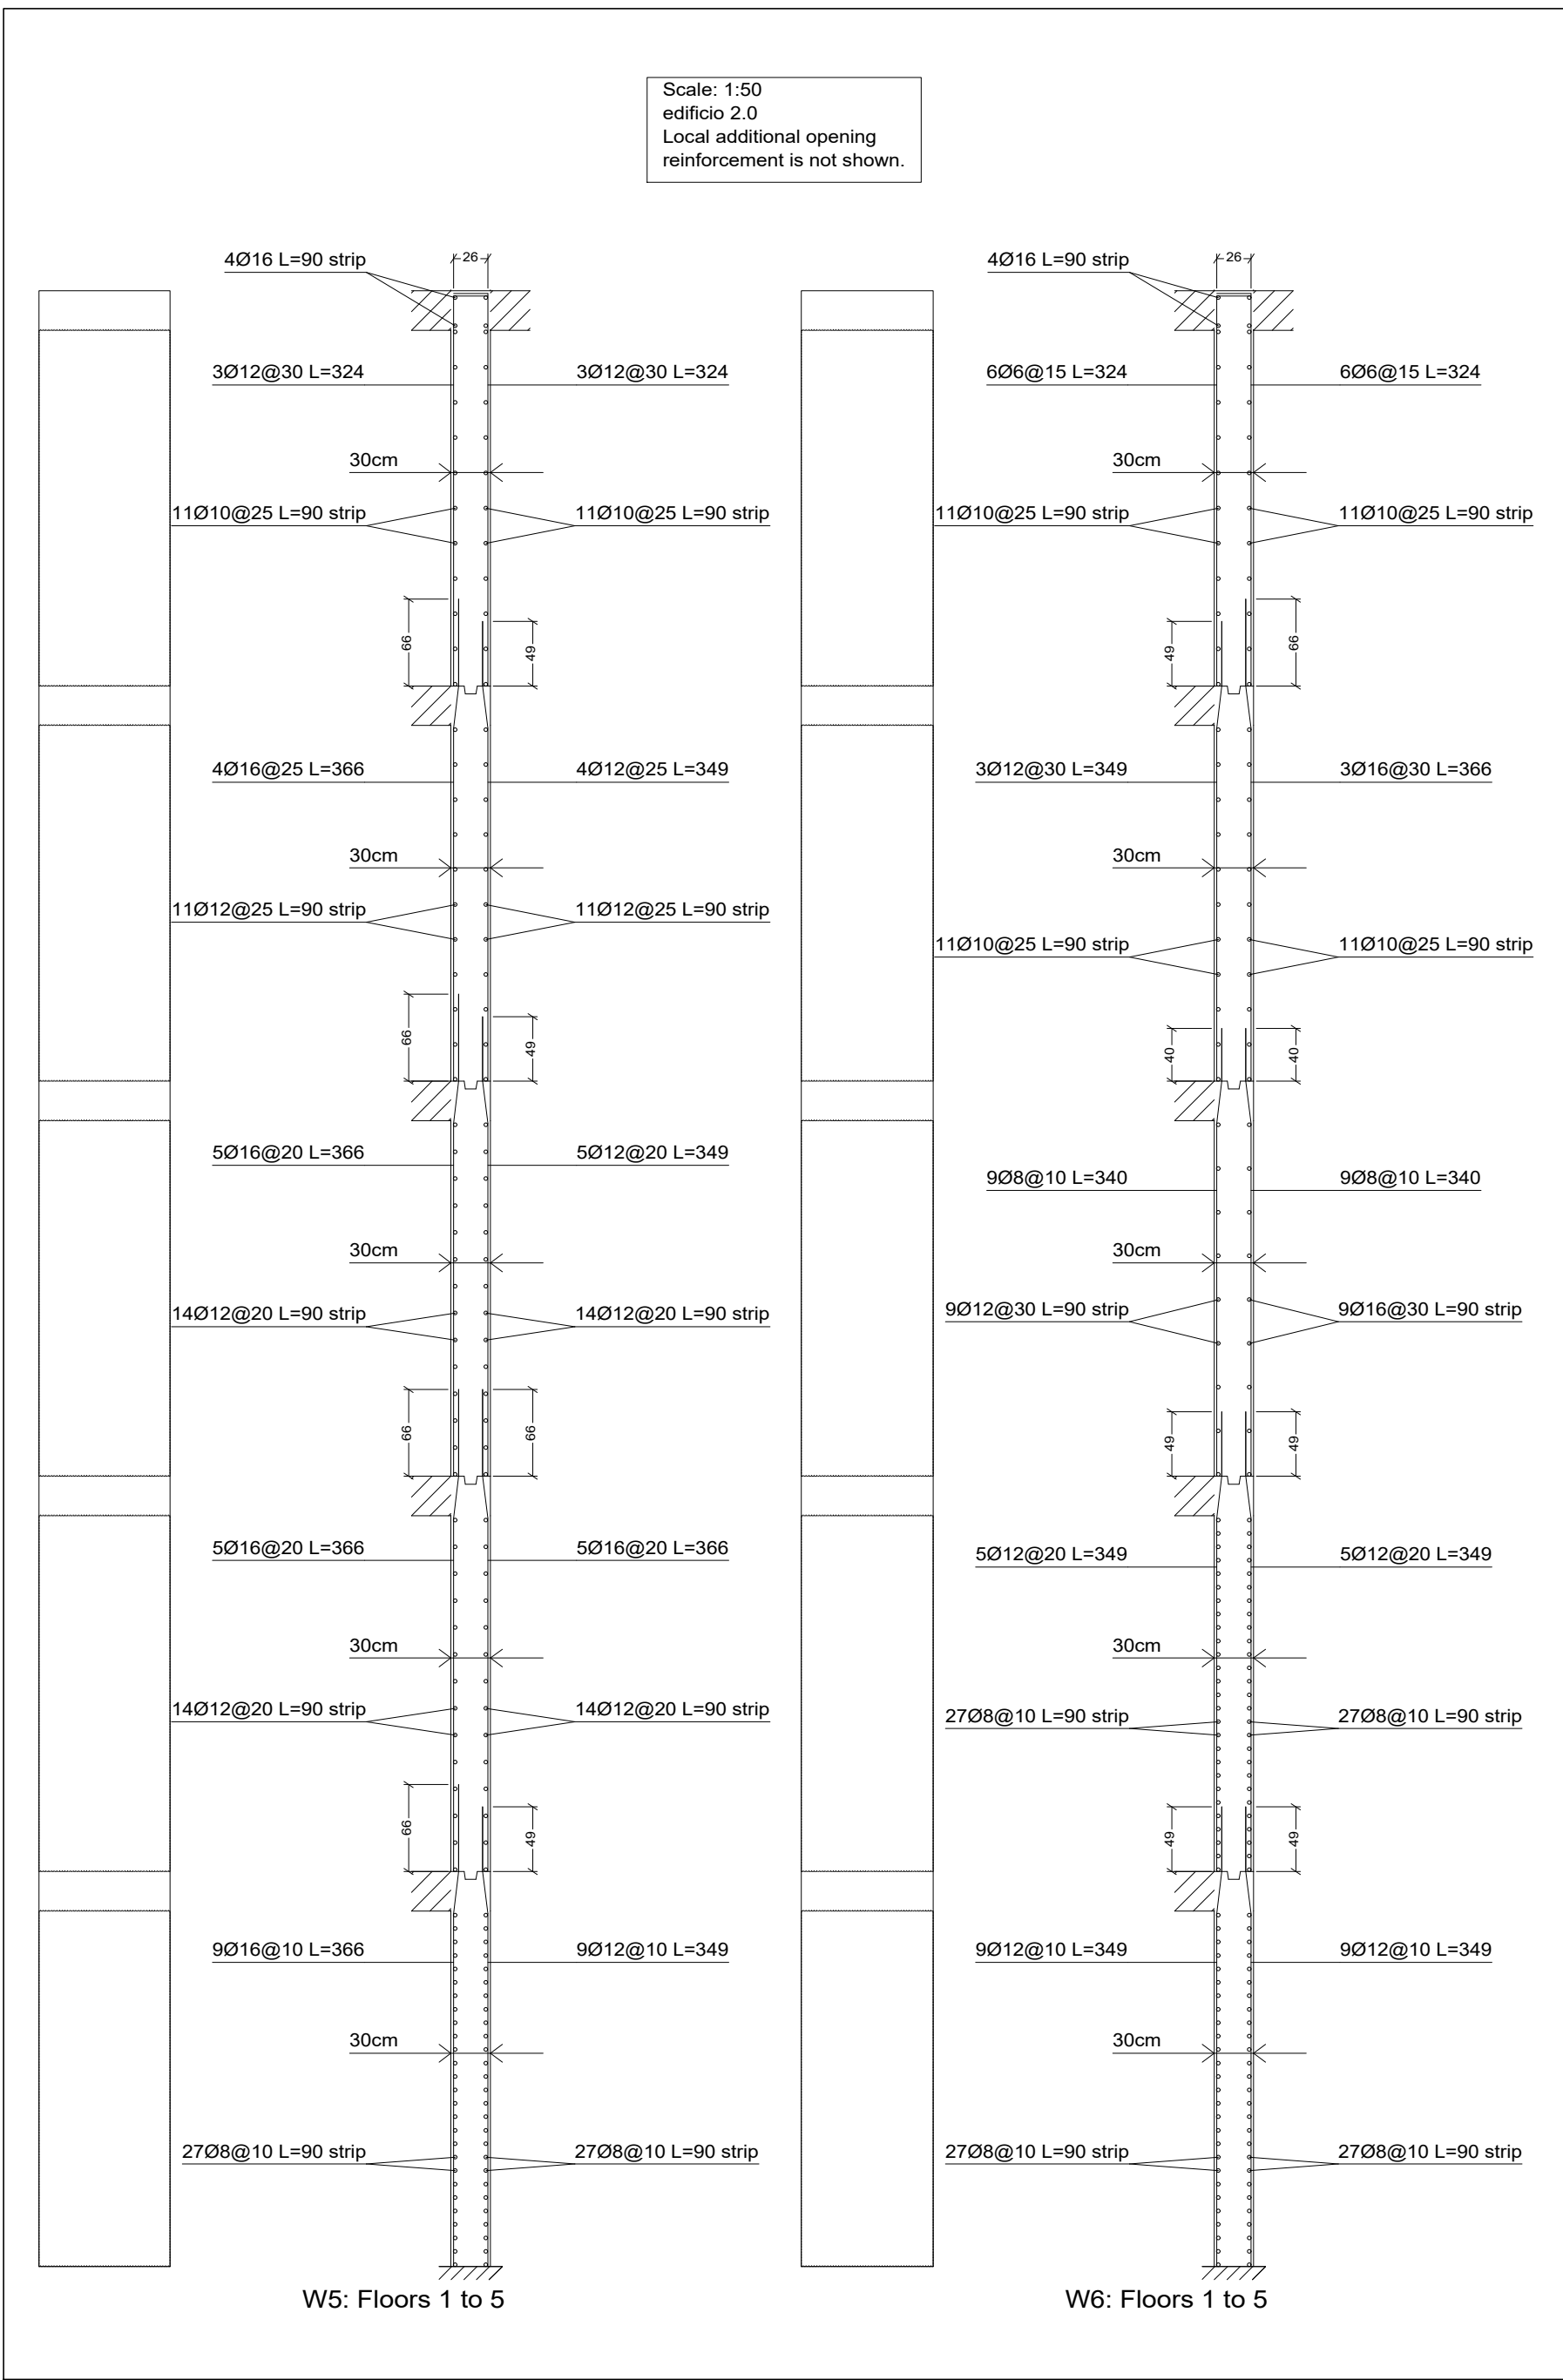 Scale: 1:50
edificio 2.0
Local additional opening
reinforcement is not shown.
4Ø16 L=90 strip
26
3Ø12@30 L=324
3Ø12@30 L=324
30cm
11Ø10@25 L=90 strip
11Ø10@25 L=90 strip
66
49
4Ø16@25 L=366
4Ø12@25 L=349
30cm
11Ø12@25 L=90 strip
11Ø12@25 L=90 strip
66
49
5Ø16@20 L=366
5Ø12@20 L=349
30cm
14Ø12@20 L=90 strip
14Ø12@20 L=90 strip
66
66
5Ø16@20 L=366
5Ø16@20 L=366
30cm
14Ø12@20 L=90 strip
14Ø12@20 L=90 strip
66
49
9Ø16@10 L=366
9Ø12@10 L=349
30cm
27Ø8@10 L=90 strip
27Ø8@10 L=90 strip
W5: Floors 1 to 5
4Ø16 L=90 strip
26
6Ø6@15 L=324
6Ø6@15 L=324
30cm
11Ø10@25 L=90 strip
11Ø10@25 L=90 strip
49
66
3Ø12@30 L=349
3Ø16@30 L=366
30cm
11Ø10@25 L=90 strip
11Ø10@25 L=90 strip
40
40
9Ø8@10 L=340
9Ø8@10 L=340
30cm
9Ø12@30 L=90 strip
9Ø16@30 L=90 strip
49
49
5Ø12@20 L=349
5Ø12@20 L=349
30cm
27Ø8@10 L=90 strip
27Ø8@10 L=90 strip
49
49
9Ø12@10 L=349
9Ø12@10 L=349
30cm
27Ø8@10 L=90 strip
27Ø8@10 L=90 strip
W6: Floors 1 to 5